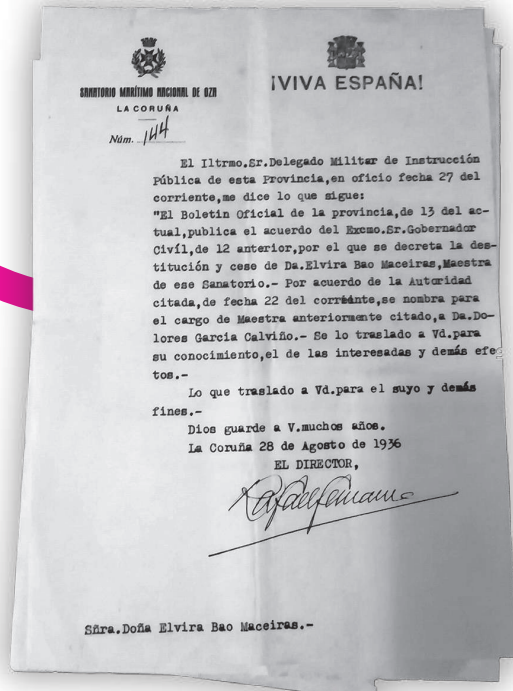 SANATORIO MARÍTIMO NACIONAL DE OZA
LA CORUÑA
Núm. 144
¡VIVA ESPAÑA!
El Iltrmo.Sr.Delegado Militar de Instrucción
Pública de esta Provincia,en oficio fecha 27 del
corriente,me dice lo que sigue:
"El Boletin Oficial de la provincia,de 13 del ac-
tual,publica el acuerdo del Excmo.Sr.Gobernador
Civíl,de 12 anterior,por el que se decreta la des-
titución y cese de Da.Elvira Bao Maceiras,Maestra
de ese Sanatorio.- Por acuerdo de la Autoridad
citada,de fecha 22 del corriente,se nombra para
el cargo de Maestra anteriormente citado,a Da.Do-
lores Garcia Calviño.- Se lo traslado a Vd.para
su conocimiento,el de las interesadas y demás efec
tos.-
Lo que traslado a Vd.para el suyo y demás
fines.-
Dios guarde a V.muchos años.
La Coruña 28 de Agosto de 1936
EL DIRECTOR,
Sñra.Doña Elvira Bao Maceiras.-